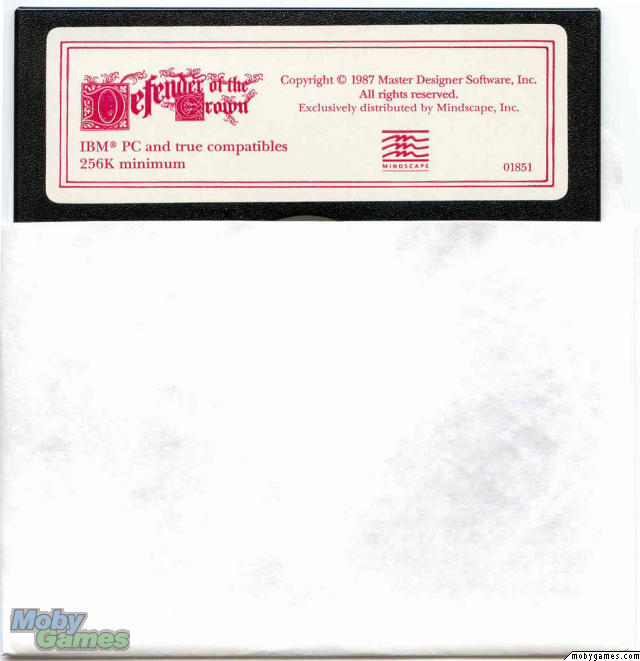 Defender of the
Crown
IBM® PC and true compatibles
256K minimum
Copyright © 1987 Master Designer Software, Inc.
All rights reserved.
Exclusively distributed by Mindscape, Inc.
MINDSCAPE
01851
Moby
Games
mobygames.com